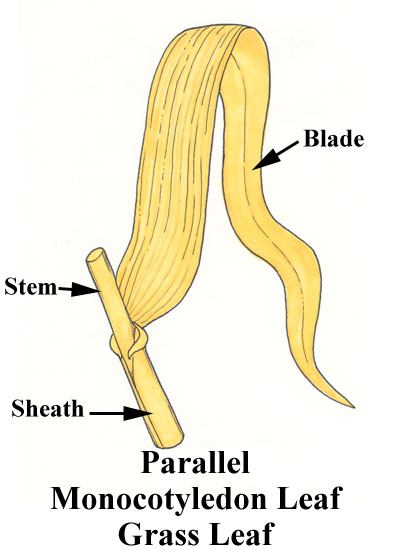 Blade
Stem
Sheath
Parallel
Monocotyledon Leaf
Grass Leaf